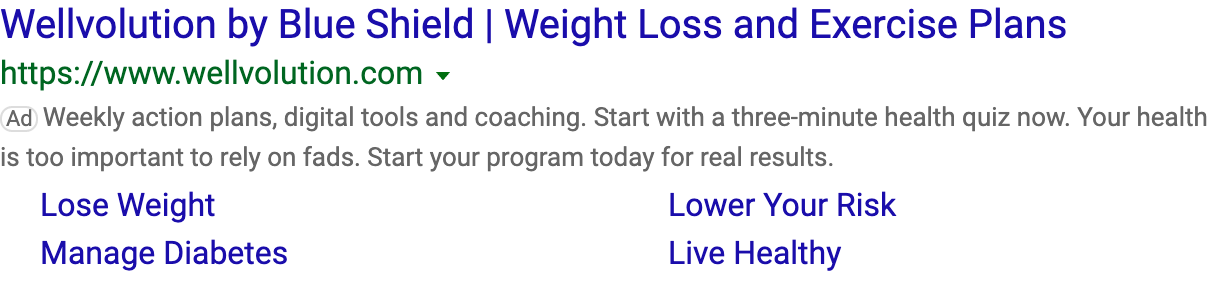 Wellvolution by Blue Shield | Weight Loss and Exercise Plans
https://www.wellvolution.com
Ad Weekly action plans, digital tools and coaching. Start with a three-minute health quiz now. Your health
is too important to rely on fads. Start your program today for real results.
Lose Weight Lower Your Risk
Manage Diabetes Live Healthy